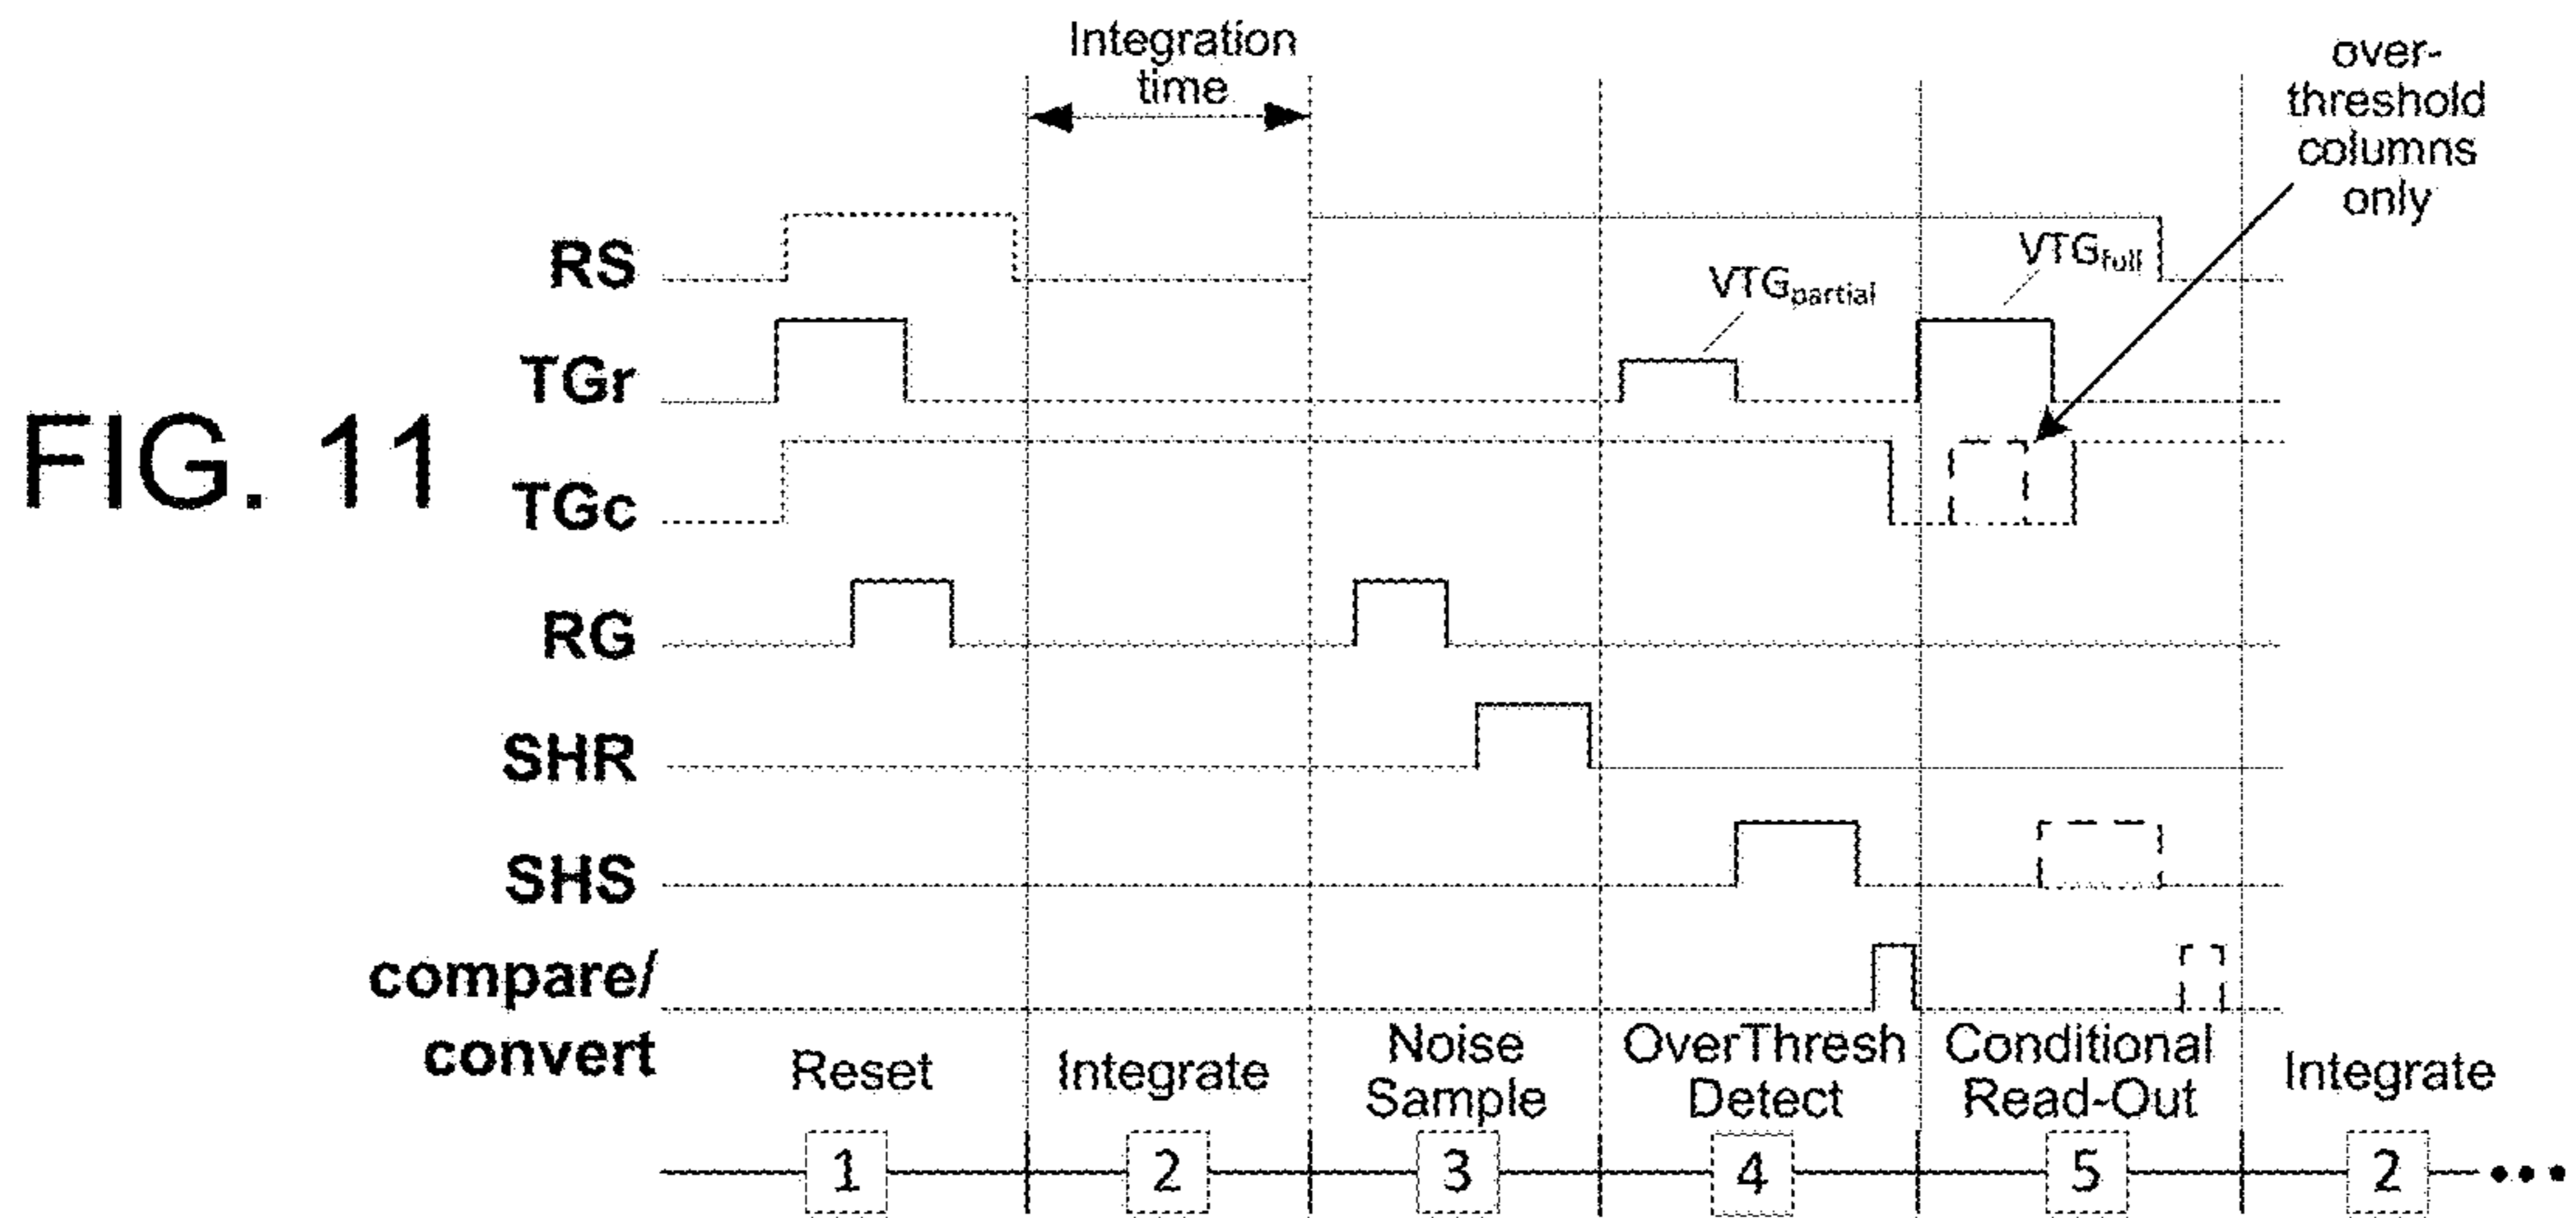 Integration
time
over-
threshold
columns
only
RS
VTGpartial
VTGfull
TGr
FIG. 11
TGc
RG
SHR
SHS
compare/
convert
Reset
Integrate
Noise
Sample
OverThresh
Detect
Conditional
Read-Out
Integrate
1
2
3
4
5
2